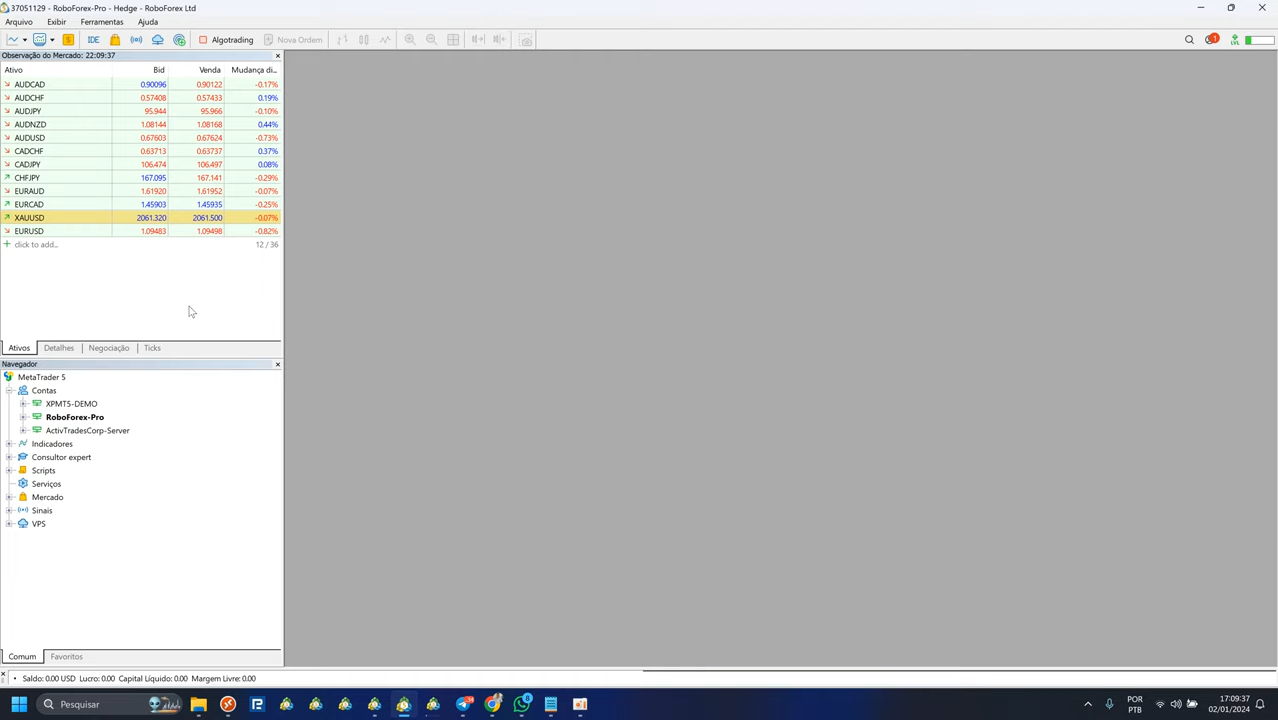 37051129 - RoboForex-Pro - Hedge - RoboForex Ltd
Arquivo Exibir Ferramentas Ajuda
IDE Algotrading Nova Ordem 1 LVL
Observação do Mercado: 22:09:37
Ativo Bid Venda Mudança di...
AUDCAD 0.90096 0.90122 -0.17%
AUDCHF 0.57408 0.57433 0.19%
AUDJPY 95.944 95.966 -0.10%
AUDNZD 1.08144 1.08168 0.44%
AUDUSD 0.67603 0.67624 -0.73%
CADCHF 0.63713 0.63737 0.37%
CADJPY 106.474 106.497 0.08%
CHFJPY 167.095 167.141 -0.29%
EURAUD 1.61920 1.61952 -0.07%
EURCAD 1.45903 1.45935 -0.25%
XAUUSD 2061.320 2061.500 -0.07%
EURUSD 1.09483 1.09498 -0.82%
click to add... 12 / 36
Ativos Detalhes Negociação Ticks
Navegador
MetaTrader 5
Contas
XPMT5-DEMO
RoboForex-Pro
ActivTradesCorp-Server
Indicadores
Consultor expert
Scripts
Serviços
Mercado
Sinais
VPS
Comum Favoritos
Saldo: 0.00 USD Lucro: 0.00 Capital Líquido: 0.00 Margem Livre: 0.00
Pesquisar
POR
PTB
17:09:37
02/01/2024